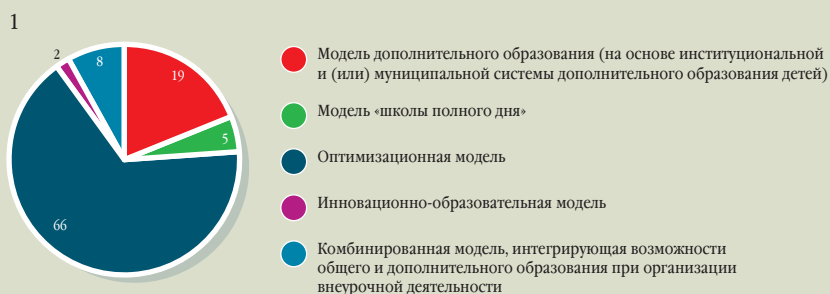 1
2
8
19
5
66
Модель дополнительного образования (на основе институциональной
и (или) муниципальной системы дополнительного образования детей)
Модель «школы полного дня»
Оптимизационная модель
Инновационно-образовательная модель
Комбинированная модель, интегрирующая возможности
общего и дополнительного образования при организации
внеурочной деятельности